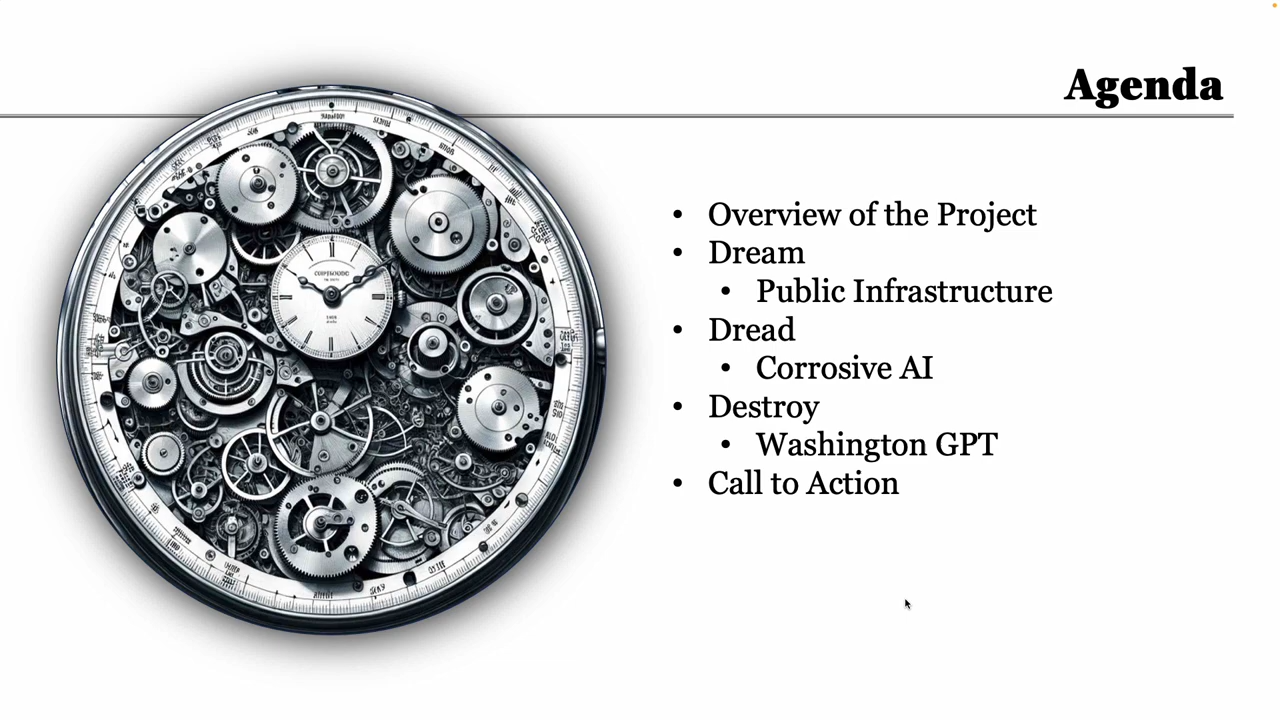 Agenda
• Overview of the Project
• Dream
• Public Infrastructure
• Dread
• Corrosive AI
• Destroy
• Washington GPT
• Call to Action